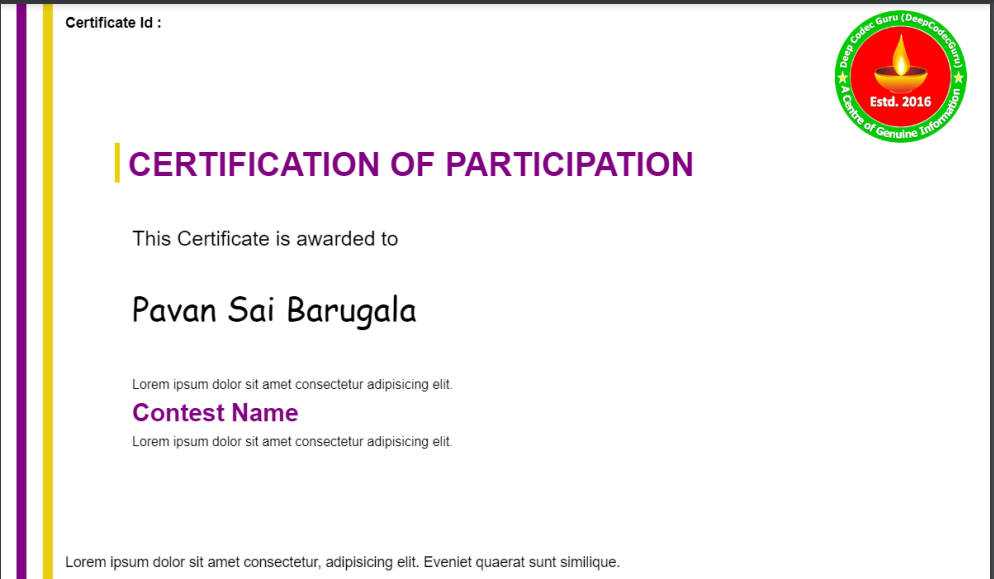 Certificate Id :
Deep Codec Guru (DeepCodecGuru)
Estd. 2016
A Centre of Genuine Information
CERTIFICATION OF PARTICIPATION
This Certificate is awarded to
Pavan Sai Barugala
Lorem ipsum dolor sit amet consectetur adipisicing elit.
Contest Name
Lorem ipsum dolor sit amet consectetur adipisicing elit.
Lorem ipsum dolor sit amet consectetur, adipisicing elit. Eveniet quaerat sunt similique.